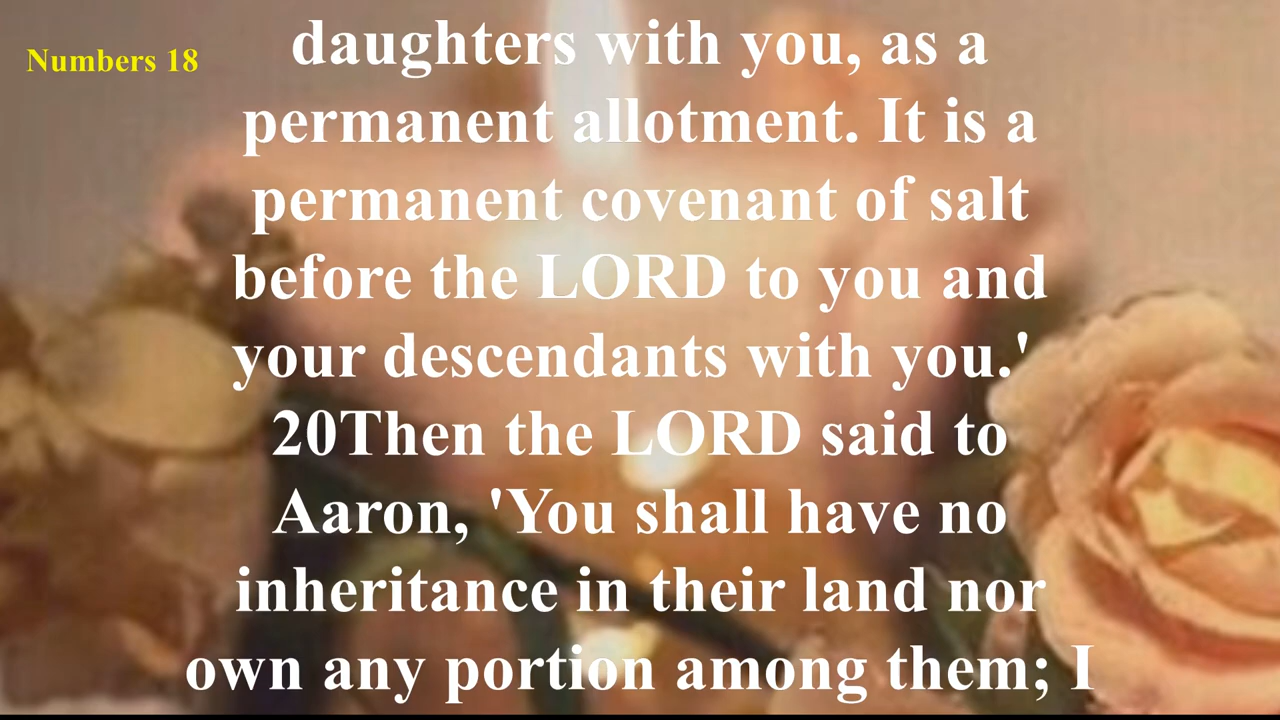 Numbers 18
daughters with you, as a
permanent allotment. It is a
permanent covenant of salt
before the LORD to you and
your descendants with you.'
20Then the LORD said to
Aaron, 'You shall have no
inheritance in their land nor
own any portion among them; I